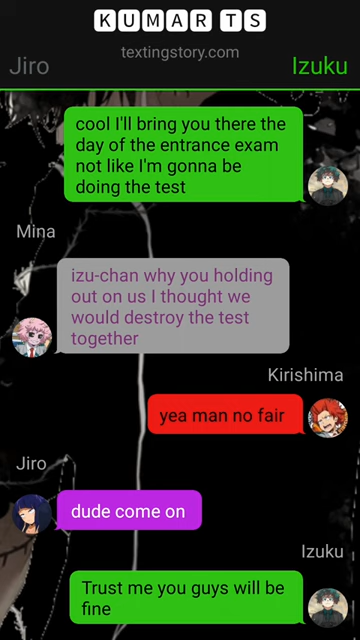 KUMAR TS
textingstory.com
Jiro Izuku
cool I'll bring you there the
day of the entrance exam
not like I'm gonna be
doing the test
Mina
izu-chan why you holding
out on us I thought we
would destroy the test
together
Kirishima
yea man no fair
Jiro
dude come on
Izuku
Trust me you guys will be
fine